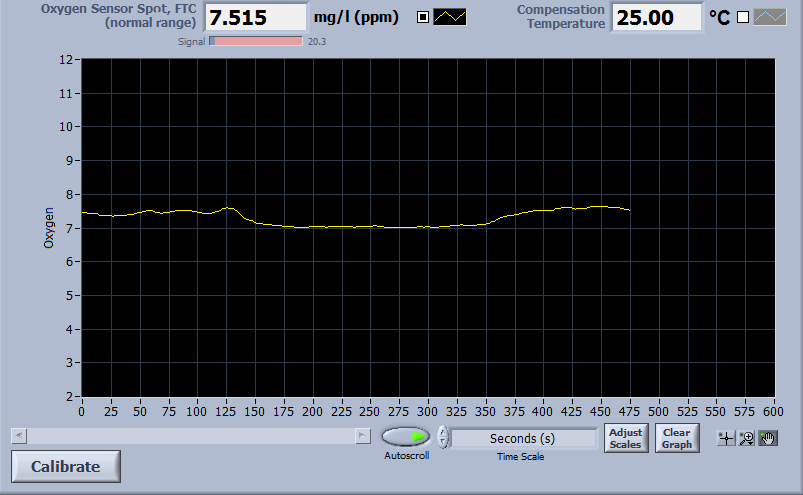 Oxygen Sensor Spot, FTC
(normal range)
7.515
mg/l (ppm)
Compensation
Temperature
25.00
°C
Signal
20.3
12
11
10
9
8
7
6
5
4
3
2
Oxygen
0 25 50 75 100 125 150 175 200 225 250 275 300 325 350 375 400 425 450 475 500 525 550 575 600
Autoscroll
Seconds (s)
Time Scale
Adjust
Scales
Clear
Graph
Calibrate